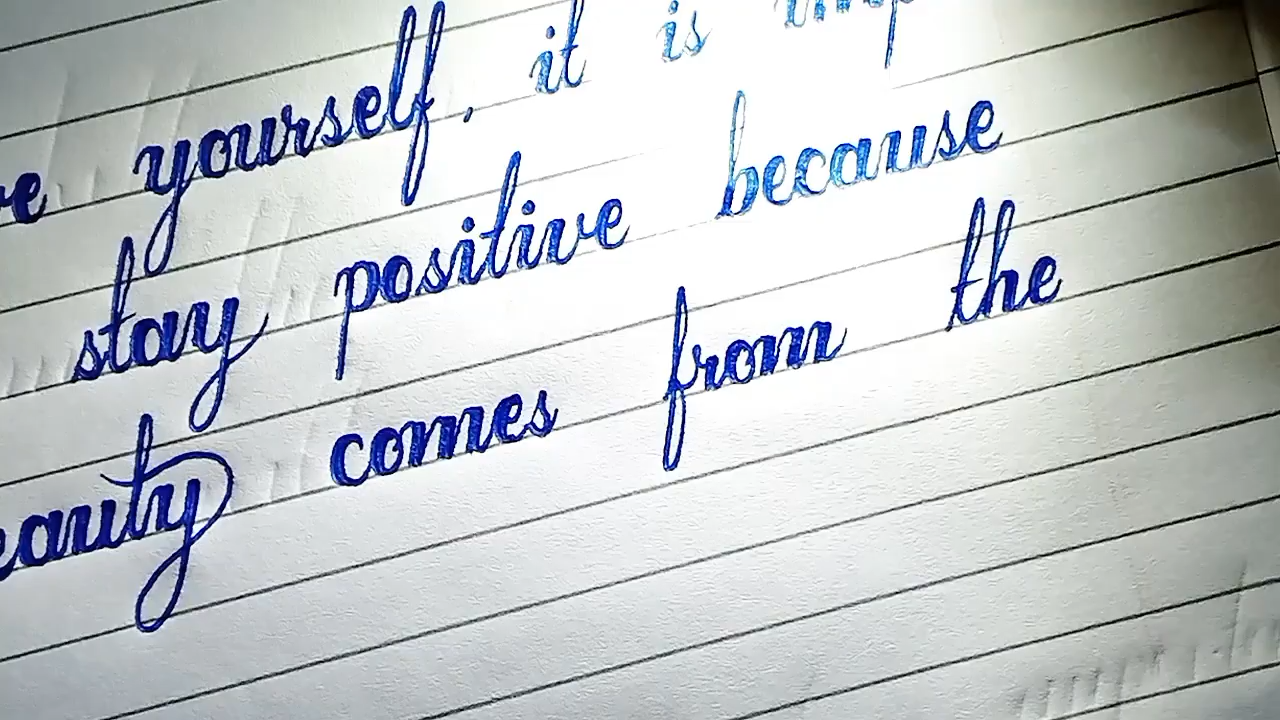 yourself, it is
stay positive because
comes from the